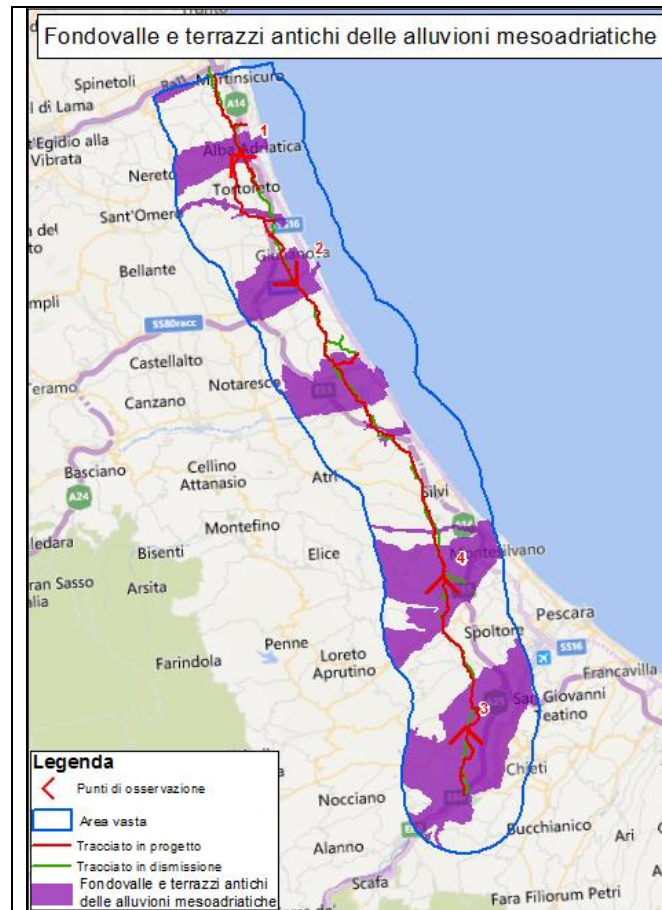 Fondovalle e terrazzi antichi delle alluvioni mesoadriatiche
Spinetoli
Martinsicuro
di Lama
A14
Egidio alla
Vibrata
1
Alba Adriatica
Nereto
Tortoreto
Sant'Omero
SS16
Giulianova
2
Bellante
SS80racc
Castellalto
Teramo
Notaresco
Canzano
Basciano
Cellino
Attanasio
Atri
A24
Silvi
Montefino
A14
Elice
Montesilvano
Bisenti
4
ran Sasso
Arsita
Pescara
Spoltore
Penne
SS16
Loreto
Aprutino
Farindola
Francavilla
San Giovanni
Teatino
3
Chieti
Legenda
Punti di osservazione
Nocciano
Area vasta
Bucchianico
Ari
Tracciato in progetto
Alanno
Tracciato in dismissione
Scafa
Fondovalle e terrazzi antichi
delle alluvioni mesoadriatiche
Fara Filiorum Petri